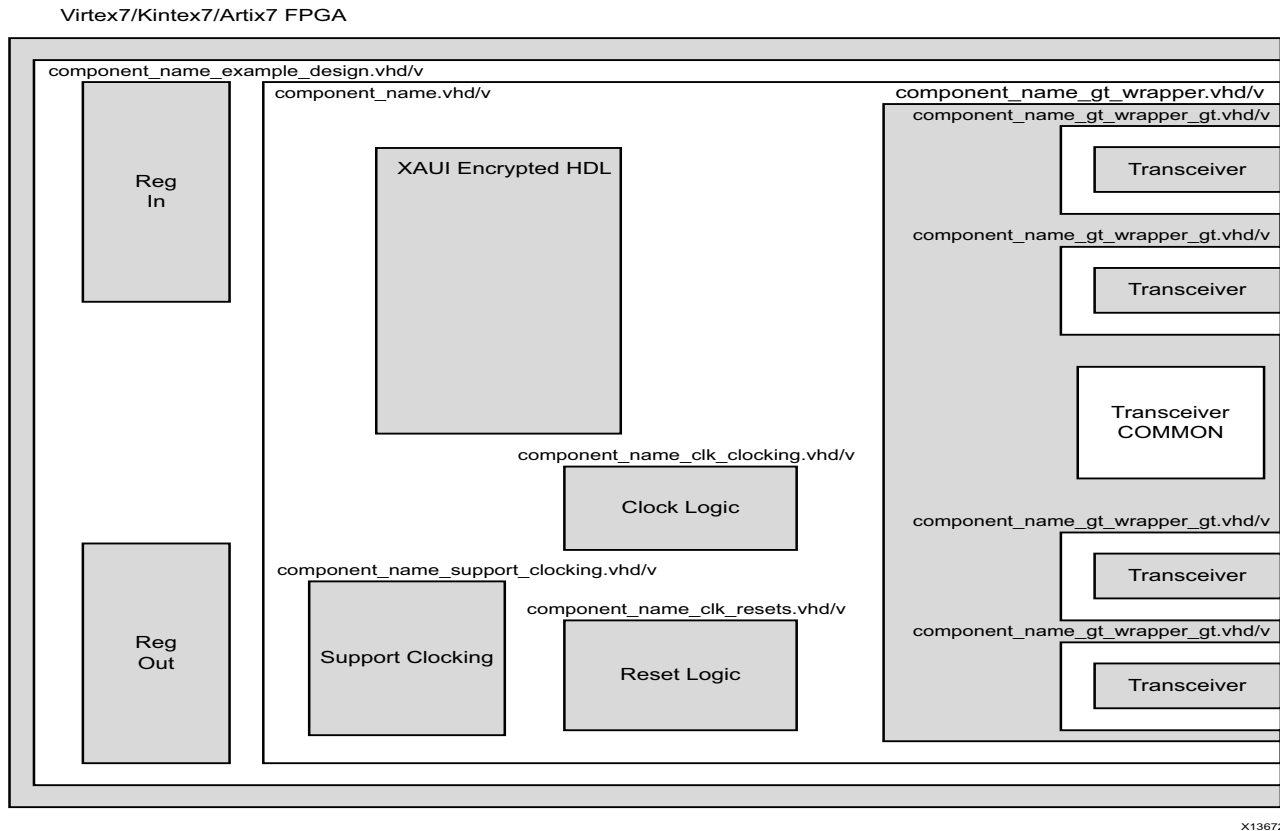 Virtex7/Kintex7/Artix7 FPGA
component_name_example_design.vhd/v
component_name.vhd/v
component_name_gt_wrapper.vhd/v
component_name_gt_wrapper_gt.vhd/v
Transceiver
Reg
In
XAUI Encrypted HDL
component_name_gt_wrapper_gt.vhd/v
Transceiver
Transceiver
COMMON
component_name_clk_clocking.vhd/v
Clock Logic
component_name_gt_wrapper_gt.vhd/v
Transceiver
component_name_support_clocking.vhd/v
Support Clocking
component_name_clk_resets.vhd/v
Reset Logic
Reg
Out
component_name_gt_wrapper_gt.vhd/v
Transceiver
X13672